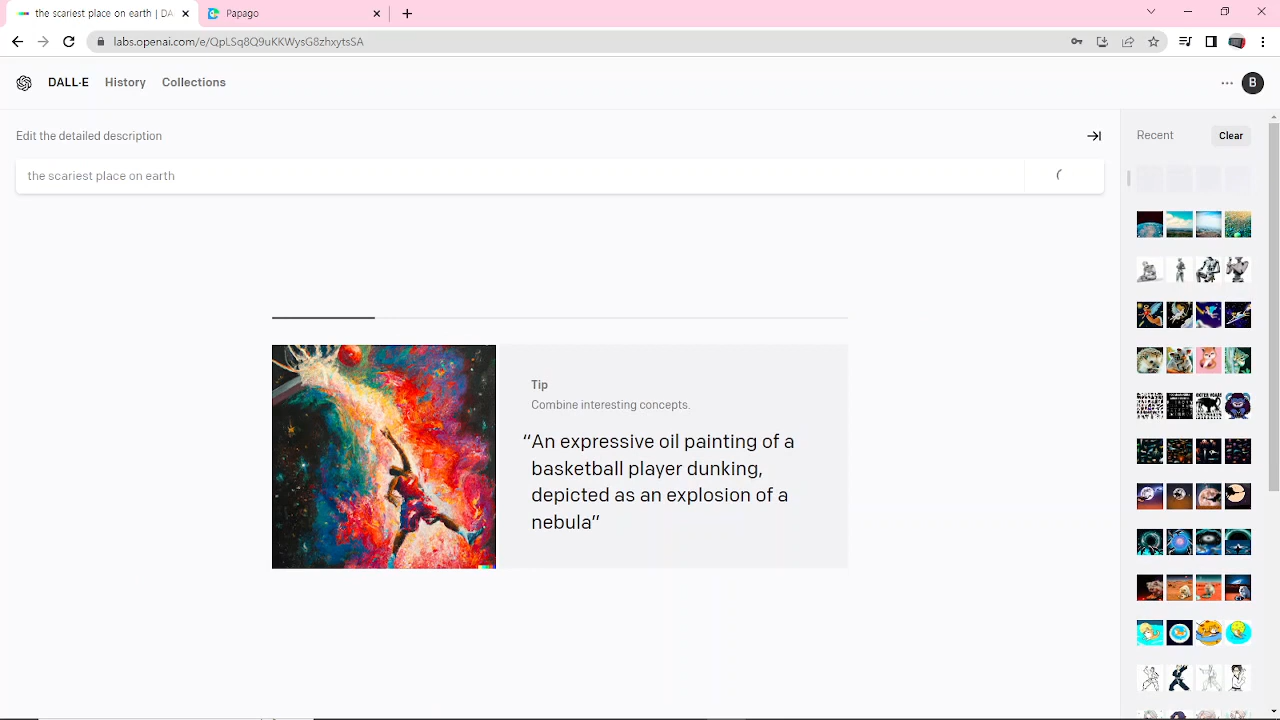 the scariest place on earth | DA
Papago
labs.openai.com/e/QpLSq8Q9uKKWysG8zhxytsSA
DALL·E
History
Collections
B
Edit the detailed description
the scariest place on earth
Recent
Clear
Tip
Combine interesting concepts.
“An expressive oil painting of a
basketball player dunking,
depicted as an explosion of a
nebula”